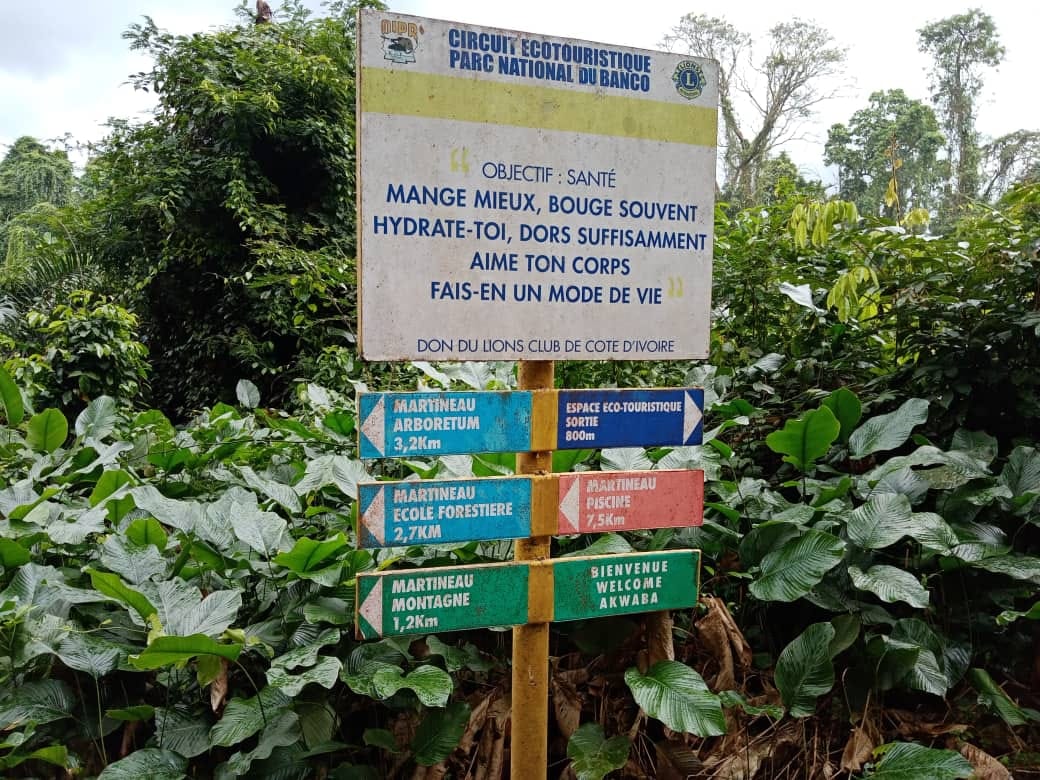 OIPR
CIRCUIT ECOTOURISTIQUE
PARC NATIONAL DU BANCO
“ OBJECTIF : SANTÉ
MANGE MIEUX, BOUGE SOUVENT
HYDRATE-TOI, DORS SUFFISAMMENT
AIME TON CORPS
FAIS-EN UN MODE DE VIE ”
DON DU LIONS CLUB DE COTE D'IVOIRE
MARTINEAU
ARBORETUM
3,2Km
ESPACE ECO-TOURISTIQUE
SORTIE
800m
MARTINEAU
ECOLE FORESTIERE
2,7KM
MARTINEAU
PISCINE
7,5Km
MARTINEAU
MONTAGNE
1,2Km
BIENVENUE
WELCOME
AKWABA